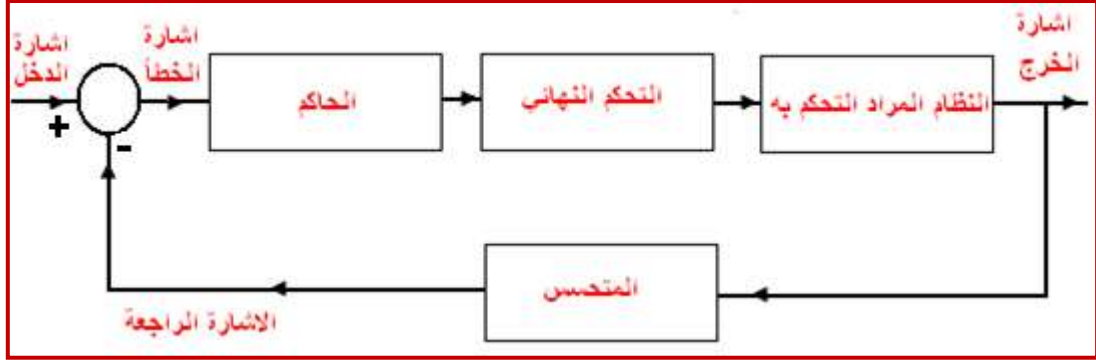 اشارة
الدخل
اشارة
الخطأ
اشارة
الخرج
+
-
الحاكم
التحكم النهائي
النظام المراد التحكم به
المتحسس
الاشارة الراجعة